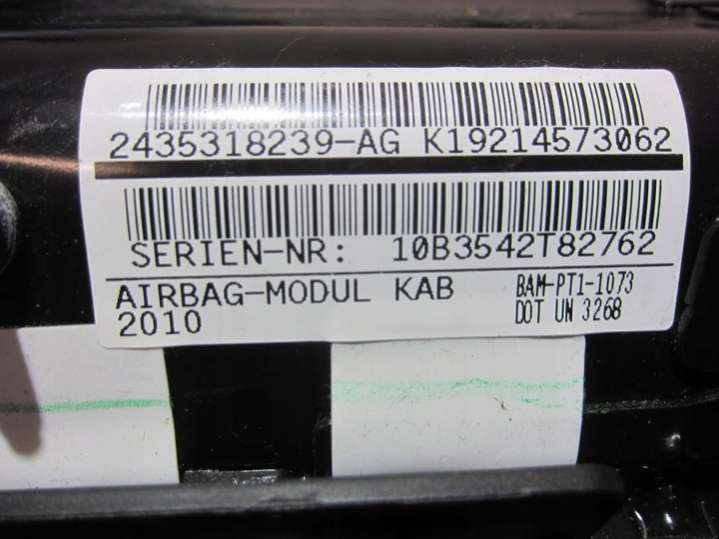 2435318239-AG K19214573062
SERIEN-NR: 10B3542T82762
AIRBAG-MODUL KAB BAM-PT1-1073
2010 DOT UN 3268